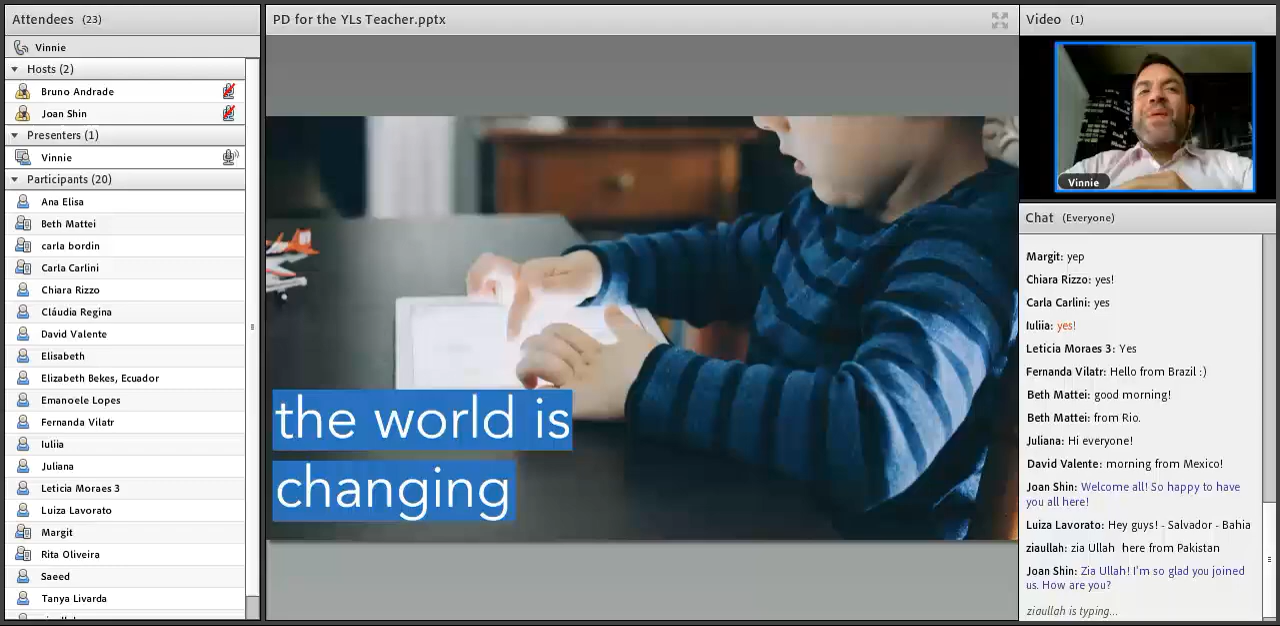 Attendees (23)
Vinnie
Hosts (2)
Bruno Andrade
Joan Shin
Presenters (1)
Vinnie
Participants (20)
Ana Elisa
Beth Mattei
carla bordin
Carla Carlini
Chiara Rizzo
Cláudia Regina
David Valente
Elisabeth
Elizabeth Bekes, Ecuador
Emanoele Lopes
Fernanda Vilatr
Iuliia
Juliana
Leticia Moraes 3
Luiza Lavorato
Margit
Rita Oliveira
Saeed
Tanya Livarda
PD for the YLs Teacher.pptx
the world is
changing
Video (1)
Vinnie
Chat (Everyone)
Margit: yep
Chiara Rizzo: yes!
Carla Carlini: yes
Iuliia: yes!
Leticia Moraes 3: Yes
Fernanda Vilatr: Hello from Brazil :)
Beth Mattei: good morning!
Beth Mattei: from Rio.
Juliana: Hi everyone!
David Valente: morning from Mexico!
Joan Shin: Welcome all! So happy to have
you all here!
Luiza Lavorato: Hey guys! - Salvador - Bahia
ziaullah: zia Ullah here from Pakistan
Joan Shin: Zia Ullah! I'm so glad you joined
us. How are you?
ziaullah is typing...